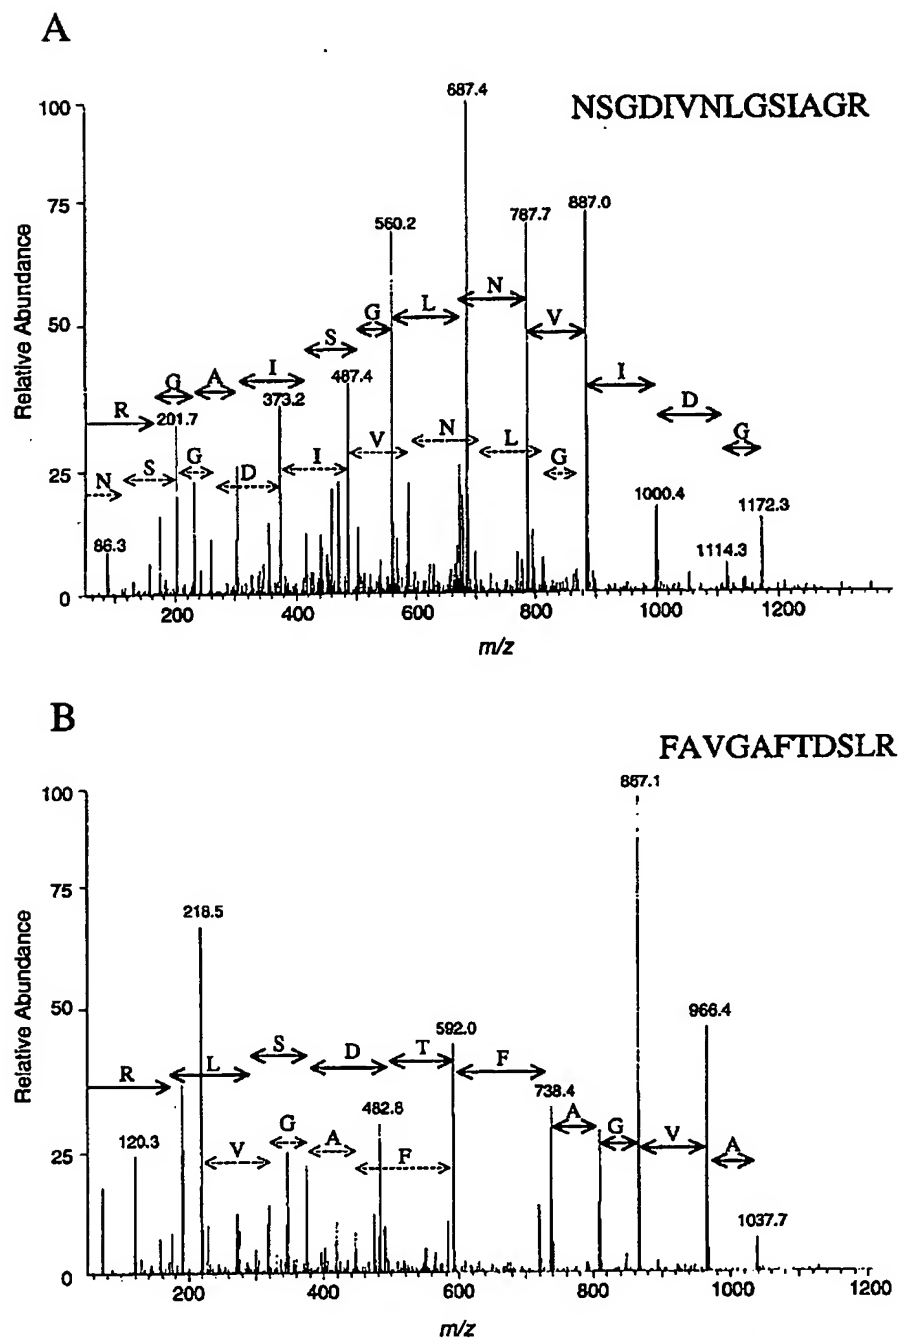 A
NSGDIVNLGSIAGR
687.4
100
887.0
75
787.7
560.2
N
L
G
V
50
S
487.4
I
I
A
G
373.2
D
R
201.7
N
G
V
L
I
G
25
S
G
D
N
1000.4
1172.3
86.3
1114.3
0
200
400
600
800
1000
1200
Relative Abundance
m/z
B
FAVGAFTDSLR
867.1
100
75
218.5
50
966.4
592.0
S
D
T
F
L
R
738.4
482.8
A
G
V
120.3
G
A
F
V
A
25
1037.7
0
200
400
600
800
1000
1200
Relative Abundance
m/z